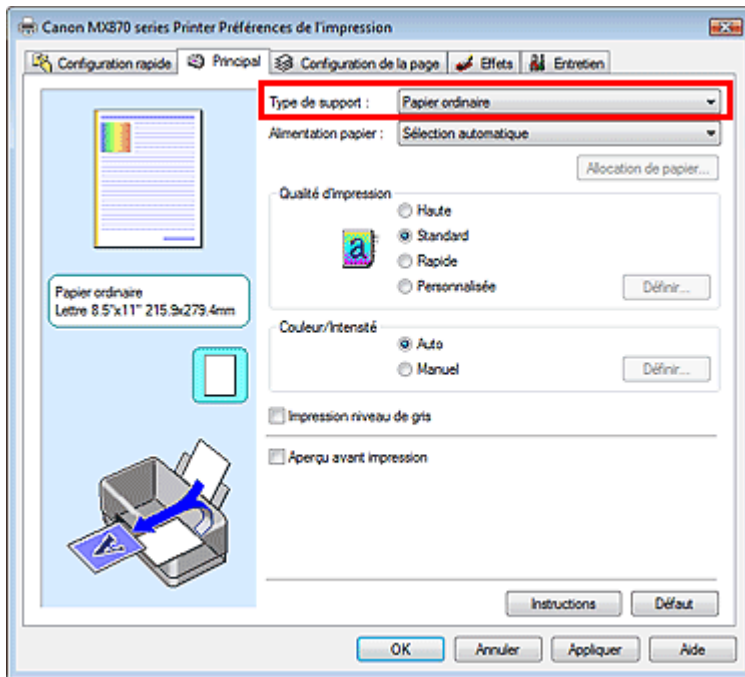 Canon MX870 series Printer Préférences de l'impression
Configuration rapide Principal Configuration de la page Effets Entretien
Type de support : Papier ordinaire
Alimentation papier : Sélection automatique
Allocation de papier...
Qualité d'impression
Haute
a Standard
Rapide
Personnalisée Définir...
Papier ordinaire
Lettre 8.5"x11" 215.9x279.4mm
Couleur/Intensité
Auto
Manuel Définir...
Impression niveau de gris
Aperçu avant impression
A
Instructions Défaut
OK Annuler Appliquer Aide